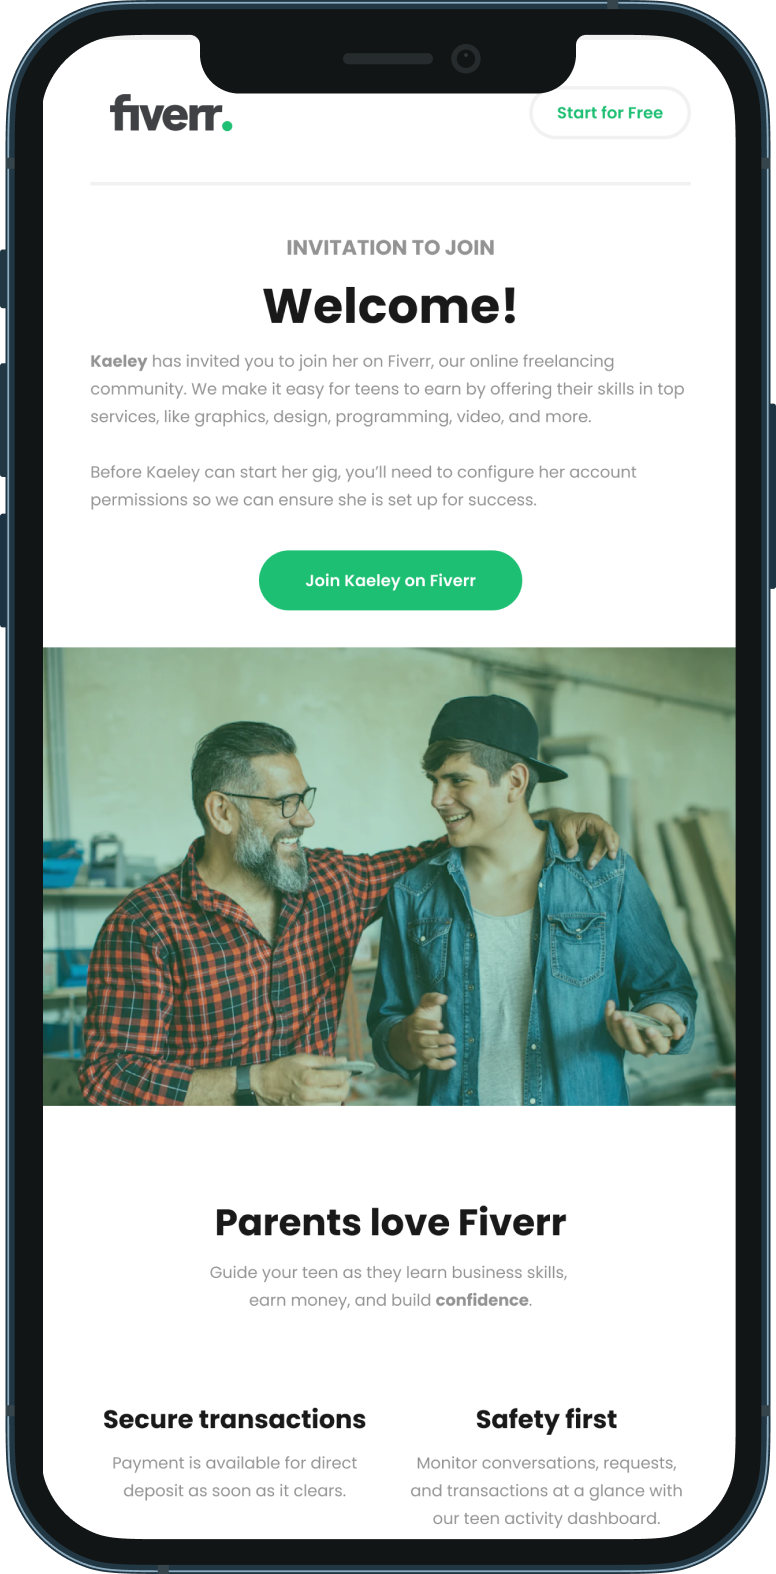 fiverr.
Start for Free
INVITATION TO JOIN
Welcome!
Kaeley has invited you to join her on Fiverr, our online freelancing
community. We make it easy for teens to earn by offering their skills in top
services, like graphics, design, programming, video, and more.
Before Kaeley can start her gig, you’ll need to configure her account
permissions so we can ensure she is set up for success.
Join Kaeley on Fiverr
Parents love Fiverr
Guide your teen as they learn business skills,
earn money, and build confidence.
Secure transactions
Payment is available for direct
deposit as soon as it clears.
Safety first
Monitor conversations, requests,
and transactions at a glance with
our teen activity dashboard.